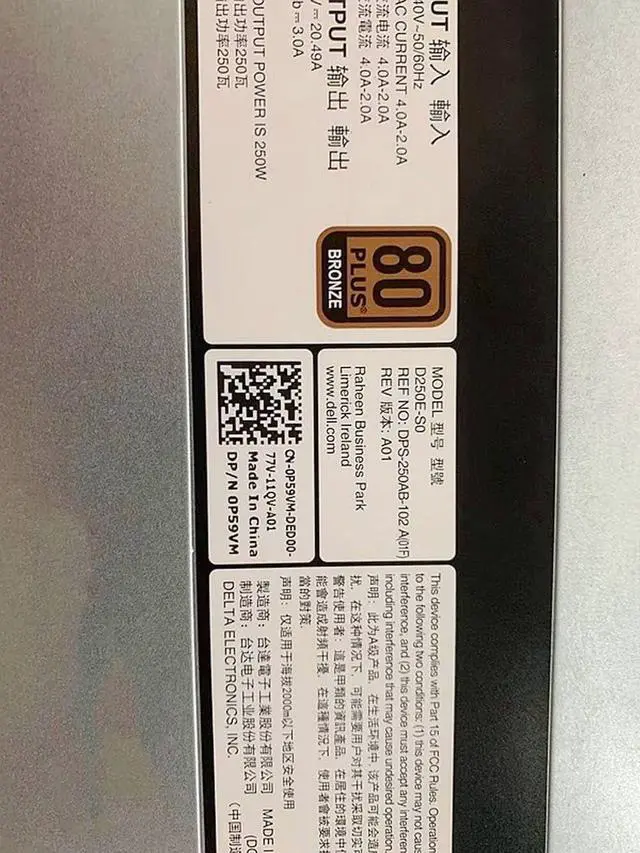 UT 输入 輸入
40V~50/60Hz
AC CURRENT 4.0A-2.0A
流电流 4.0A-2.0A
流電流 4.0A-2.0A
TPUT 输出 輸出
20.49A
3.0A
OUTPUT POWER IS 250W
出功率250瓦
出功率250瓦
80
PLUS®
BRONZE
MODEL 型号 型號
D250E-S0
REF NO: DPS-250AB-102 A(01F)
REV 版本: A01
Raheen Business Park
Limerick Ireland
www.dell.com
CN-0P59VM-DED00-
77V-11QV-A01
Made In China
DP/N 0P59VM
This device complies with Part 15 of FCC Rules. Operation
to the following two conditions: (1) this device may not
interference, and (2) this device must accept any
including interference that may cause undesired operation.
声明：此为A级产品，在生活环境中，该产品可能会造
扰，在这种情况下，可能需要用户对其干扰采取切实可
警告使用者：這是甲類的資訊產品，在居住的環境中
能會造成射頻干擾，在這種情況下，使用者會被要求
當的對策
声明：仅适用于海拔2000m以下地区安全使用
製造商：台達電子工業股份有限公司 MADE I
制造商：台达电子工业股份有限公司 (DG
DELTA ELECTRONICS, INC. (中国制造